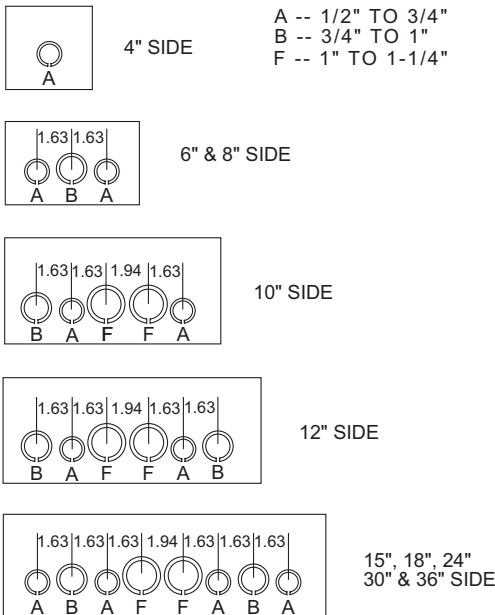 A -- 1/2" TO 3/4"
B -- 3/4" TO 1"
F -- 1" TO 1-1/4"
A
4" SIDE
1.63 1.63
A B A
6" & 8" SIDE
1.63 1.63 1.94 1.63
B A F F A
10" SIDE
1.63 1.63 1.94 1.63 1.63
B A F F A B
12" SIDE
1.63 1.63 1.63 1.94 1.63 1.63 1.63
A B A F F A B A
15", 18", 24"
30" & 36" SIDE